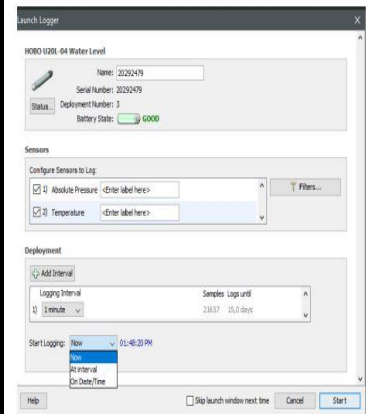 Launch Logger X
HOBO U20L-04 Water Level
Name: 20292479
Serial Number: 20292479
Status... Deployment Number: 3
Battery State: GOOD
Sensors
Configure Sensors to Log:
1) Absolute Pressure <Enter label here> Filters...
2) Temperature <Enter label here>
Deployment
Add Interval
Logging Interval Samples Logs until
1) 1 minute 21657 15,0 days
Start Logging: Now 01:48:20 PM
Now
At interval
On Date/Time
Help Skip launch window next time Cancel Start